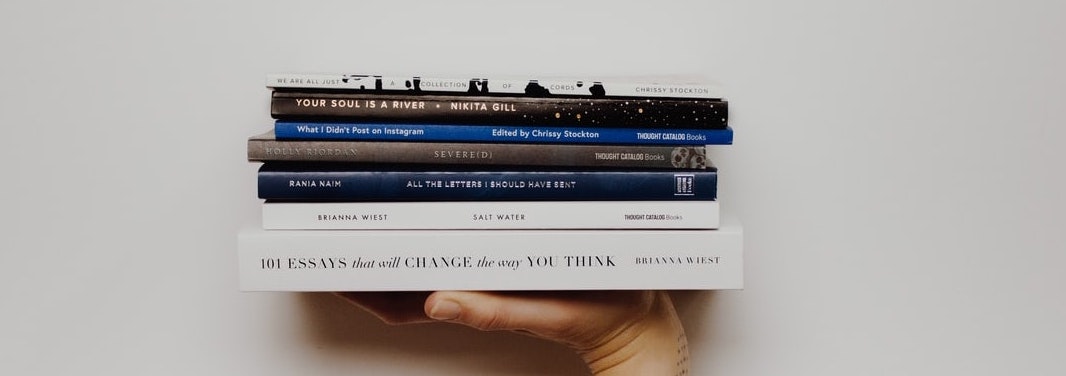 WE ARE ALL JUST A COLLECTION OF CORDS CHRISSY STOCKTON
YOUR SOUL IS A RIVER • NIKITA GILL
What I Didn't Post on Instagram Edited by Chrissy Stockton THOUGHT CATALOG Books
HOLLY RIORDAN SEVERE(D) THOUGHT CATALOG Books
RANIA NAIM ALL THE LETTERS I SHOULD HAVE SENT
BRIANNA WIEST SALT WATER THOUGHT CATALOG Books
101 ESSAYS that will CHANGE the way YOU THINK BRIANNA WIEST